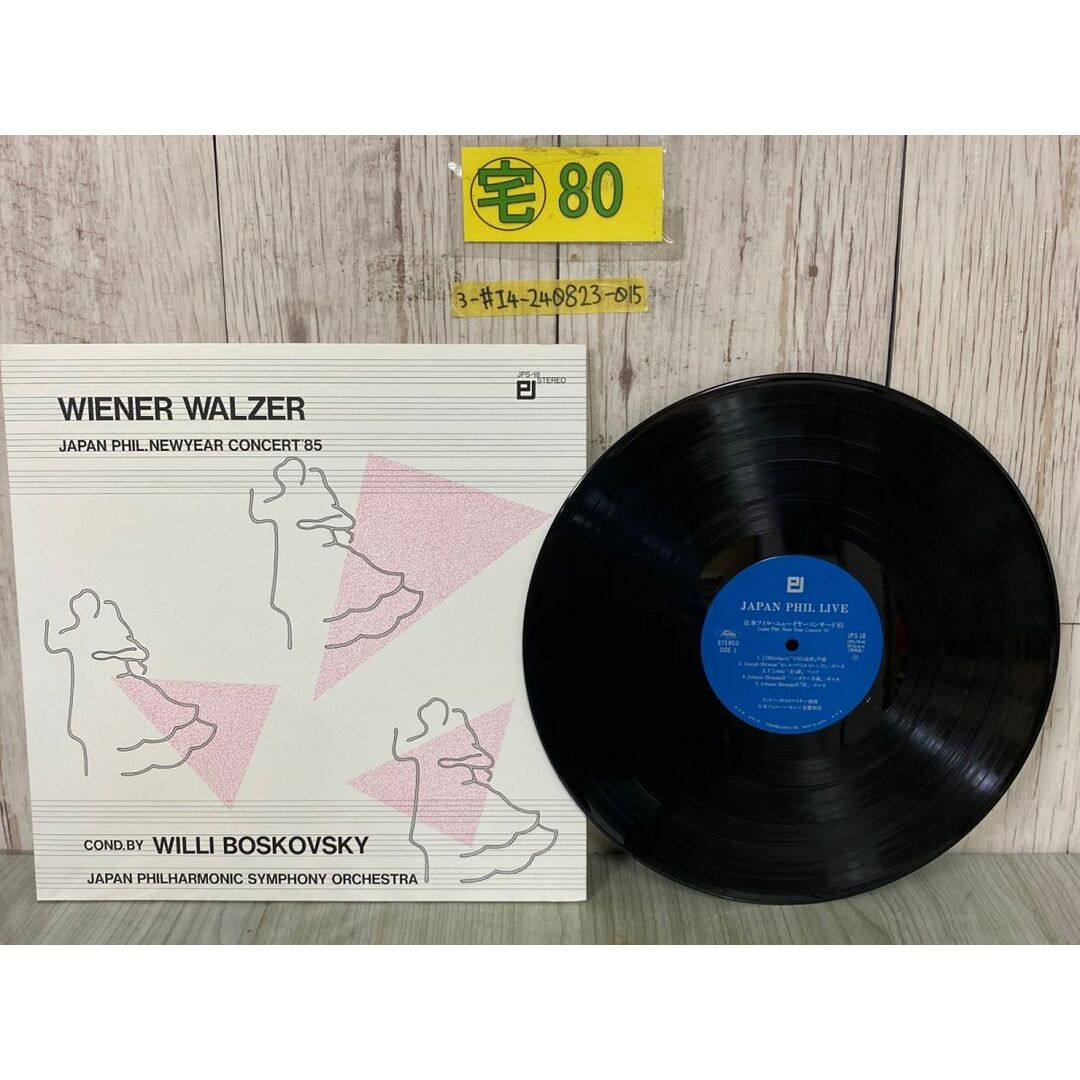 宅 80
3-#I4-240823-015
JPS-18
STEREO
WIENER WALZER
JAPAN PHIL.NEWYEAR CONCERT'85
COND.BY WILLI BOSKOVSKY
JAPAN PHILHARMONIC SYMPHONY ORCHESTRA
JAPAN PHIL LIVE
日本フィル・ニューイヤーコンサート'85
Japan Phil. New Year Concert '85
STEREO
SIDE 1
JPS-18